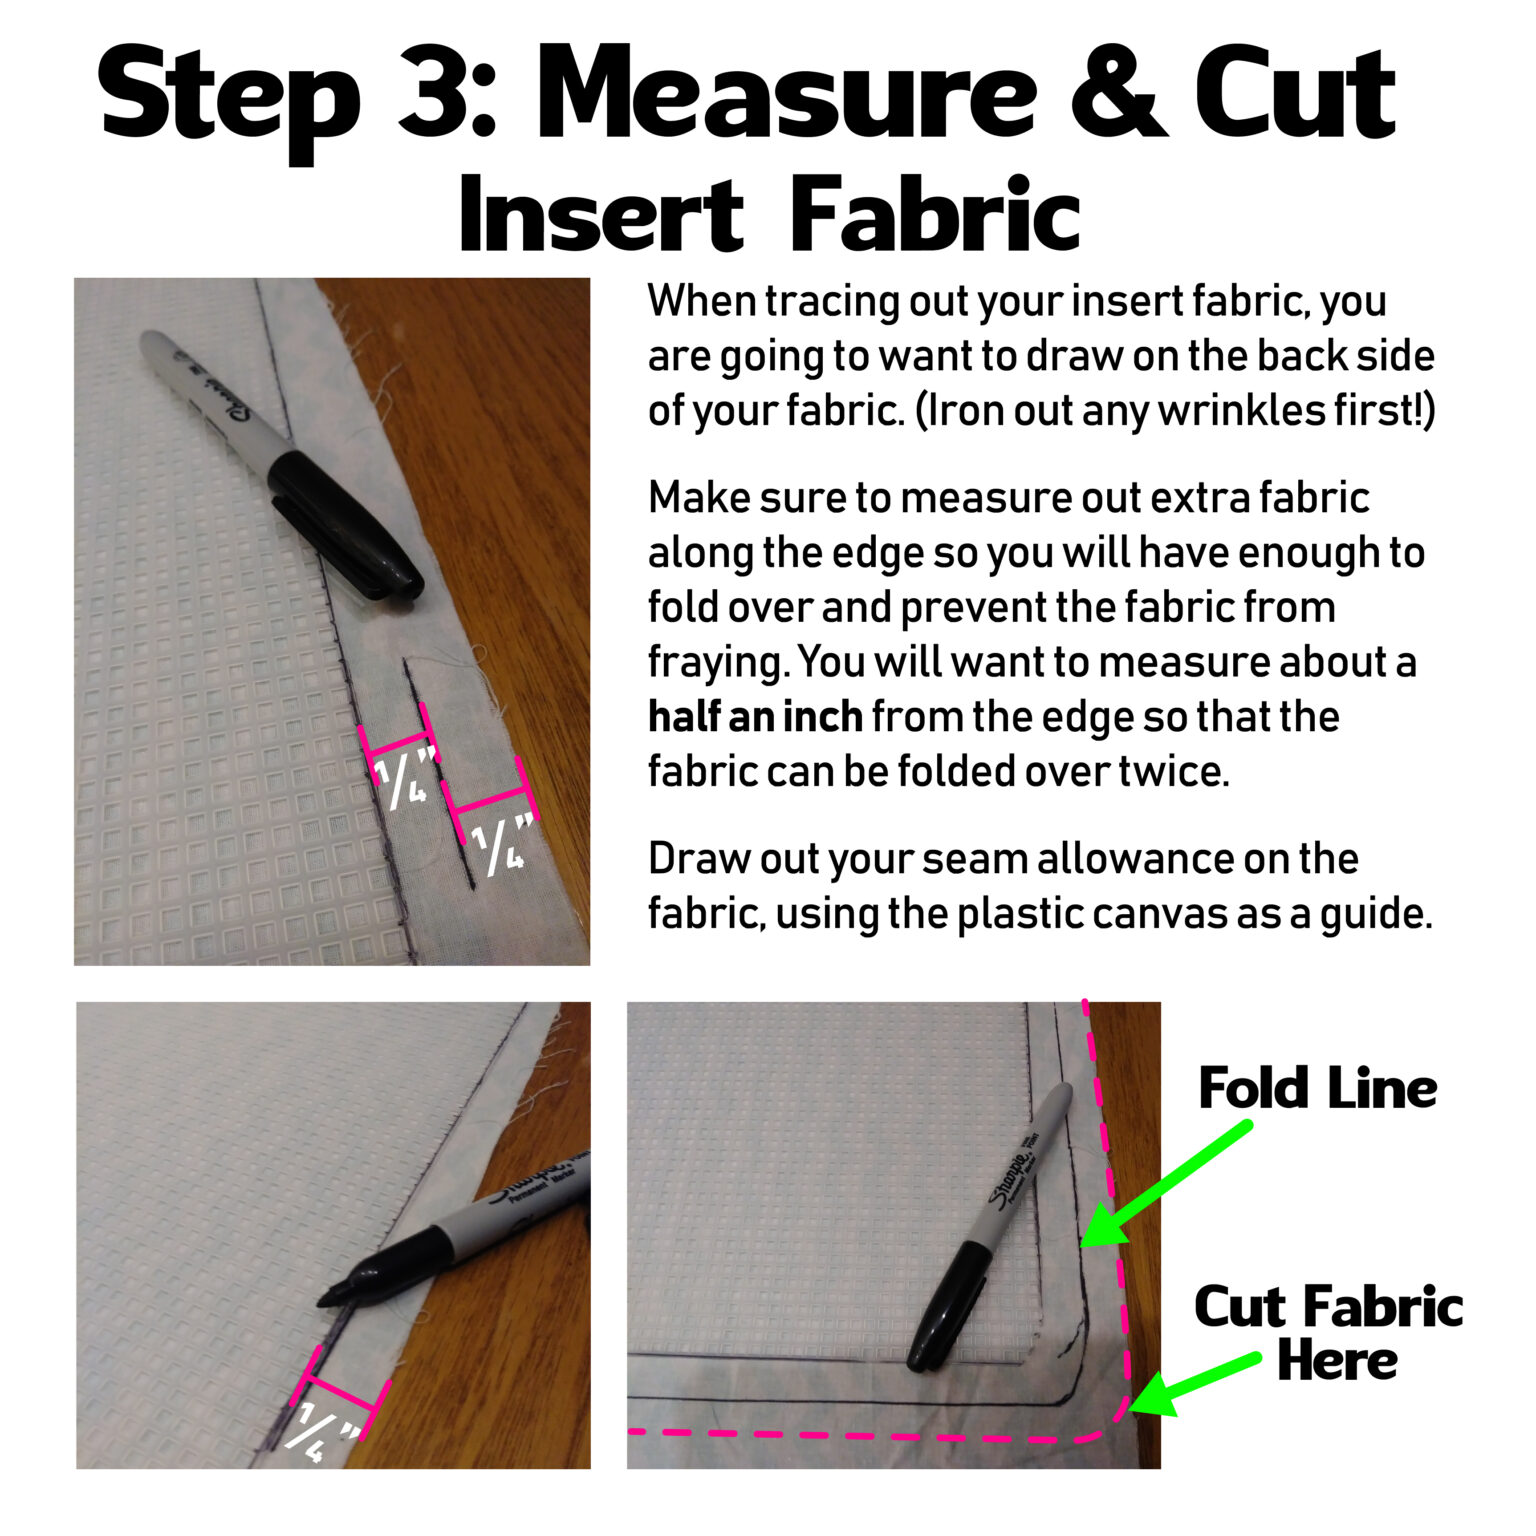 Step 3: Measure & Cut
Insert Fabric
When tracing out your insert fabric, you
are going to want to draw on the back side
of your fabric. (Iron out any wrinkles first!)
Make sure to measure out extra fabric
along the edge so you will have enough to
fold over and prevent the fabric from
fraying. You will want to measure about a
half an inch from the edge so that the
fabric can be folded over twice.
Draw out your seam allowance on the
fabric, using the plastic canvas as a guide.
Sharpie
1/4"
1/4"
Sharpie
Permanent Marker
1/4"
Sharpie
Permanent Marker
FINE POINT
Fold Line
Cut Fabric
Here